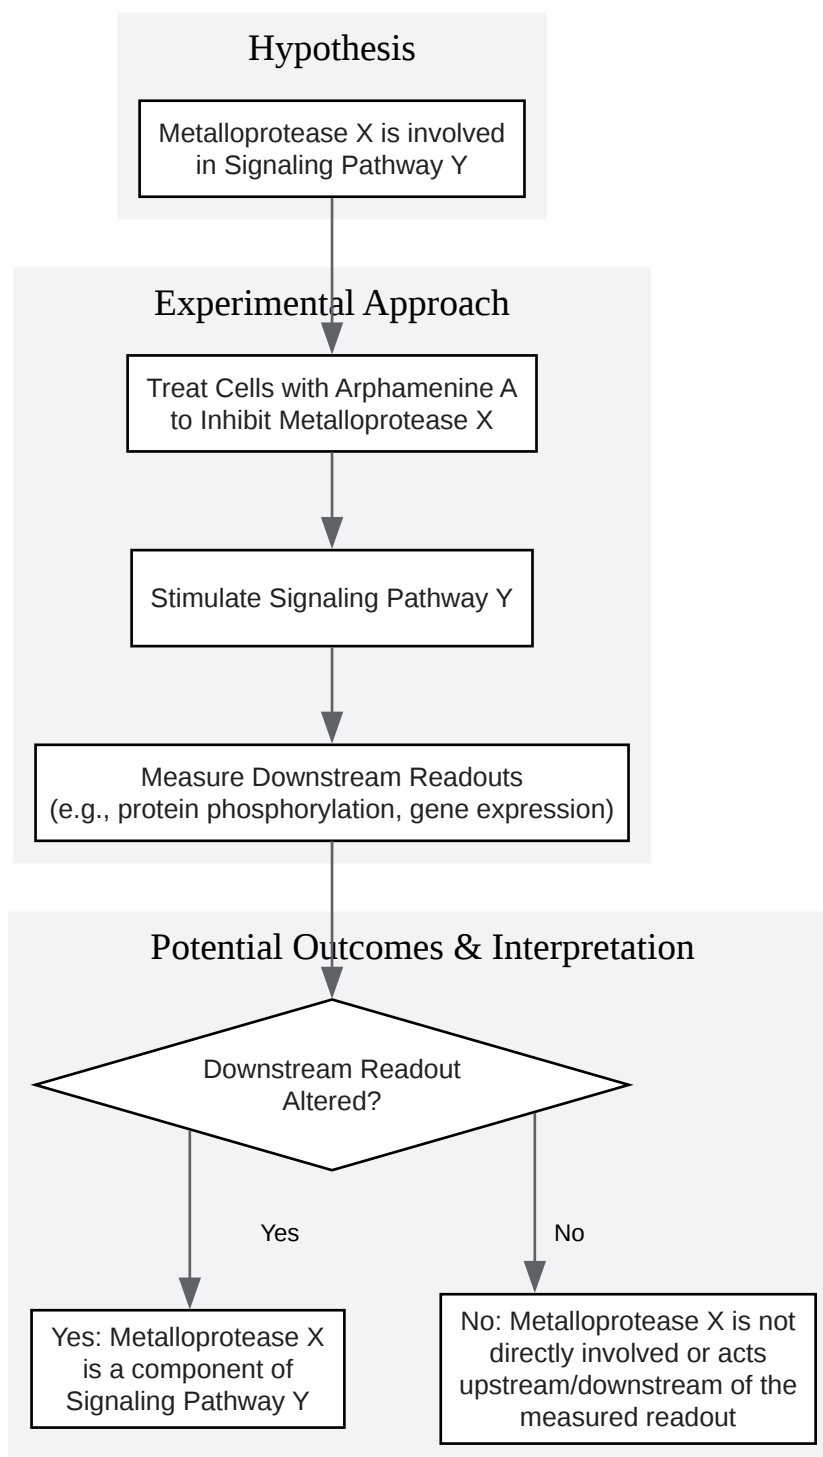 Hypothesis
Metalloprotease X is involved
in Signaling Pathway Y
Experimental Approach
Treat Cells with Arphamenine A
to Inhibit Metalloprotease X
Stimulate Signaling Pathway Y
Measure Downstream Readouts
(e.g., protein phosphorylation, gene expression)
Potential Outcomes & Interpretation
Downstream Readout
Altered?
Yes
No
Yes: Metalloprotease X
is a component of
Signaling Pathway Y
No: Metalloprotease X is not
directly involved or acts
upstream/downstream of the
measured readout